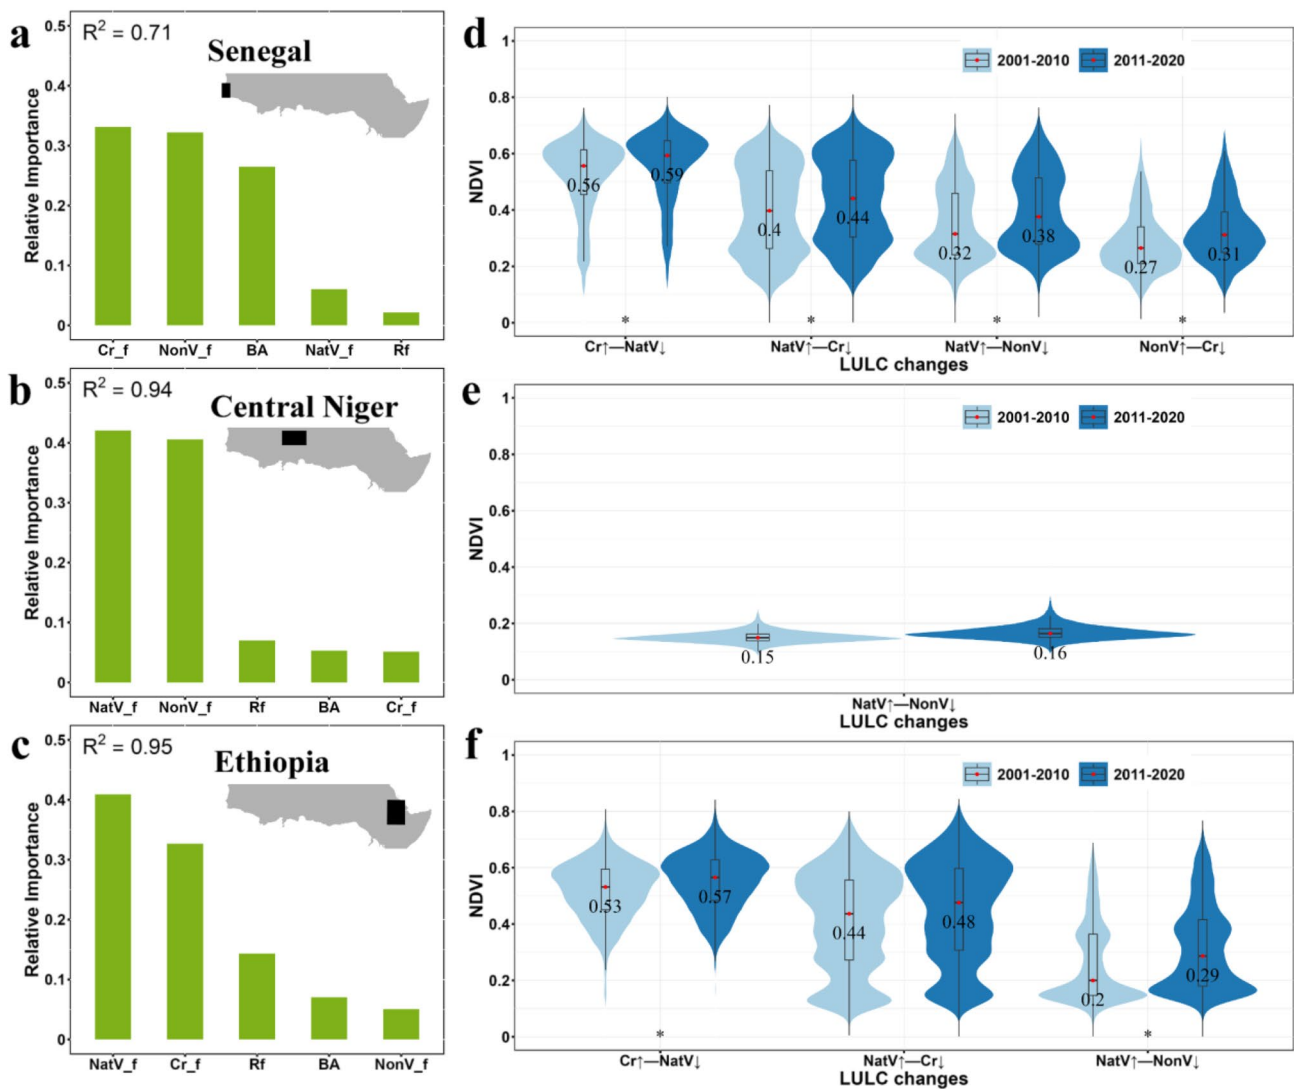 a
R² = 0.71
Senegal
Relative Importance
0.5
0.4
0.3
0.2
0.1
0
Cr_f NonV_f BA NatV_f Rf
d
2001-2010 2011-2020
NDVI
1
0.8
0.6
0.4
0.2
0
0.56 0.59 0.4 0.44 0.32 0.38 0.27 0.31
* * * *
Cr↑—NatV↓ NatV↑—Cr↓ NatV↑—NonV↓ NonV↑—Cr↓
LULC changes
b
R² = 0.94
Central Niger
Relative Importance
0.5
0.4
0.3
0.2
0.1
0
NatV_f NonV_f Rf BA Cr_f
e
2001-2010 2011-2020
NDVI
1
0.8
0.6
0.4
0.2
0
0.15 0.16
NatV↑—NonV↓
LULC changes
c
R² = 0.95
Ethiopia
Relative Importance
0.5
0.4
0.3
0.2
0.1
0
NatV_f Cr_f Rf BA NonV_f
f
2001-2010 2011-2020
NDVI
1
0.8
0.6
0.4
0.2
0
0.53 0.57 0.44 0.48 0.2 0.29
* *
Cr↑—NatV↓ NatV↑—Cr↓ NatV↑—NonV↓
LULC changes